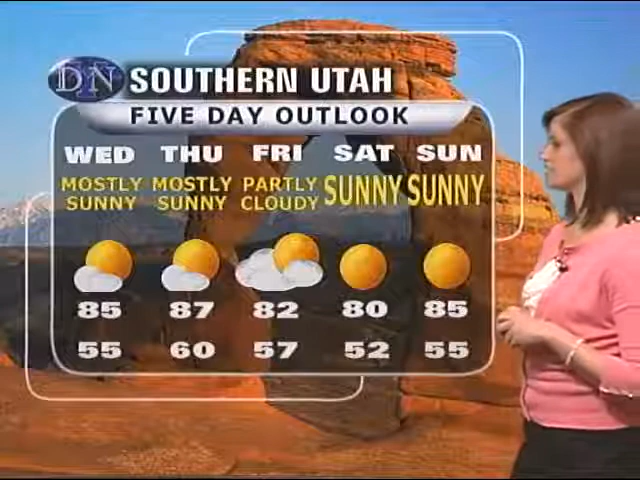 DN SOUTHERN UTAH
FIVE DAY OUTLOOK
WED THU FRI SAT SUN
MOSTLY SUNNY MOSTLY SUNNY PARTLY CLOUDY SUNNY SUNNY
85 87 82 80 85
55 60 57 52 55